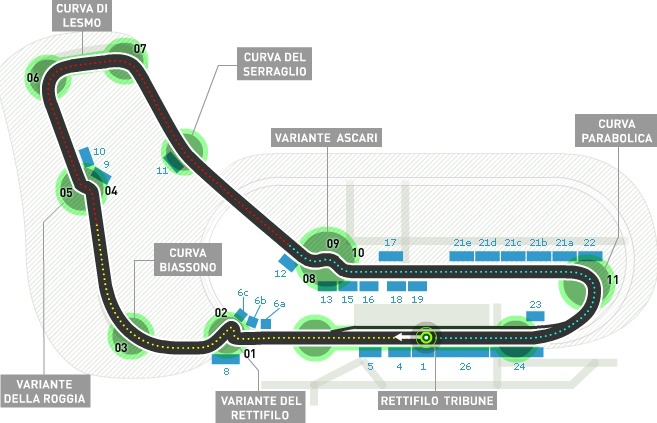 CURVA DI
LESMO
07
06
CURVA DEL
SERRAGLIO
VARIANTE ASCARI
CURVA
PARABOLICA
10
9
11
05
04
09
10
17
21e
21d
21c
21b
21a
22
CURVA
BIASSONO
12
08
13
15
16
18
19
11
6c
6b
6a
02
23
03
01
8
5
4
1
26
24
VARIANTE
DELLA ROGGIA
VARIANTE DEL
RETTIFILO
RETTIFILO TRIBUNE